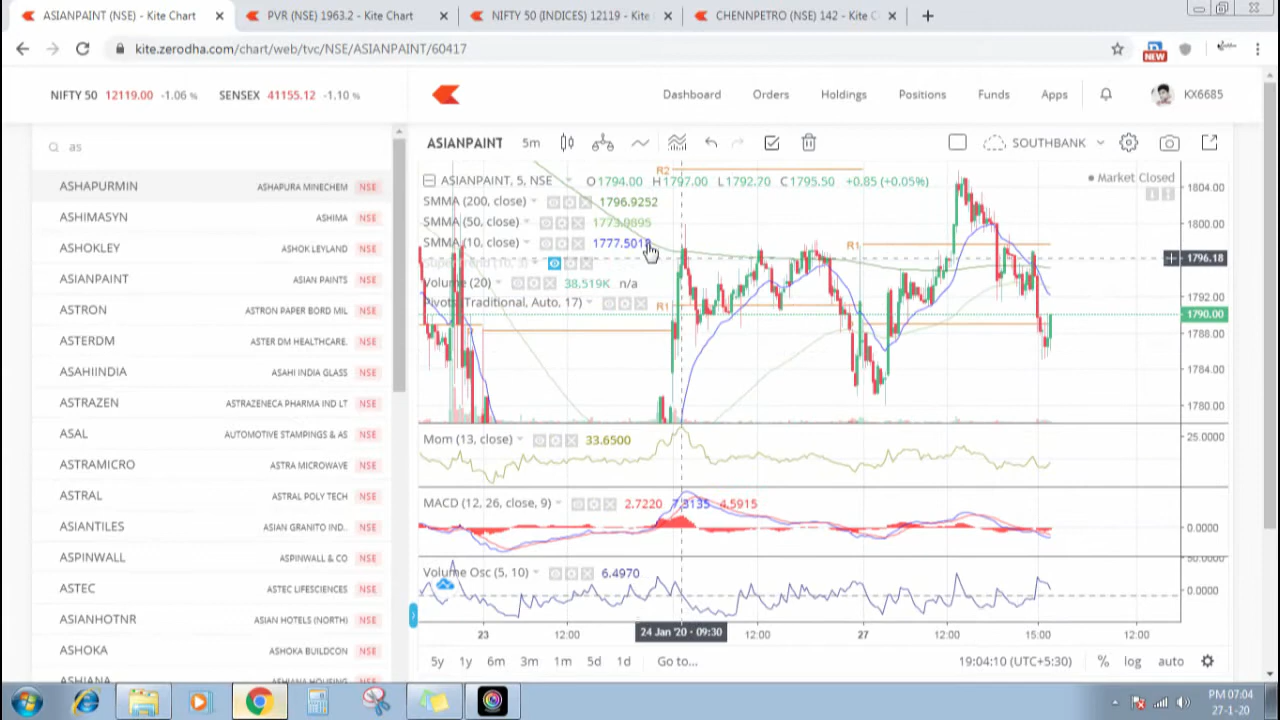 ASIANPAINT (NSE) - Kite Chart
PVR (NSE) 1963.2 - Kite Chart
NIFTY 50 (INDICES) 12119 - Kite
CHENNPETRO (NSE) 142 - Kite C
kite.zerodha.com/chart/web/tvc/NSE/ASIANPAINT/60417
NEW
NIFTY 50 12119.00 -1.06 %
SENSEX 41155.12 -1.10 %
Dashboard
Orders
Holdings
Positions
Funds
Apps
KX6685
as
ASHAPURMIN ASHAPURA MINECHEM NSE
ASHIMASYN ASHIMA NSE
ASHOKLEY ASHOK LEYLAND NSE
ASIANPAINT ASIAN PAINTS NSE
ASTRON ASTRON PAPER BORD MIL NSE
ASTERDM ASTER DM HEALTHCARE. NSE
ASAHIINDIA ASAHI INDIA GLASS NSE
ASTRAZEN ASTRAZENECA PHARMA IND LT NSE
ASAL AUTOMOTIVE STAMPINGS & AS NSE
ASTRAMICRO ASTRA MICROWAVE NSE
ASTRAL ASTRAL POLY TECH NSE
ASIANTILES ASIAN GRANITO IND.. NSE
ASPINWALL ASPINWALL & CO NSE
ASTEC ASTEC LIFESCIENCES NSE
ASIANHOTNR ASIAN HOTELS (NORTH) NSE
ASHOKA ASHOKA BUILDCON NSE
ASHIANA NSE
ASIANPAINT 5m
SOUTHBANK
ASIANPAINT, 5, NSE O1794.00 H1797.00 L1792.70 C1795.50 +0.85 (+0.05%)
Market Closed
SMMA (200, close) 1796.9252
SMMA (50, close) 1773.9895
SMMA (10, close) 1777.501
Volume (20) 38.519K n/a
Pivots (Traditional, Auto, 17)
R2
R1
R1
P
1804.00
1800.00
1796.18
1792.00
1790.00
1788.00
1784.00
1780.00
Mom (13, close) 33.6500
25.0000
MACD (12, 26, close, 9) 2.7220 7.3135 4.5915
0.0000
Volume Osc (5, 10) 6.4970
50.0000
0.0000
23
12:00
24 Jan '20 - 09:30
12:00
27
12:00
15:00
12:00
5y 1y 6m 3m 1m 5d 1d Go to...
19:04:10 (UTC+5:30) % log auto
PM 07:04
27-1-20